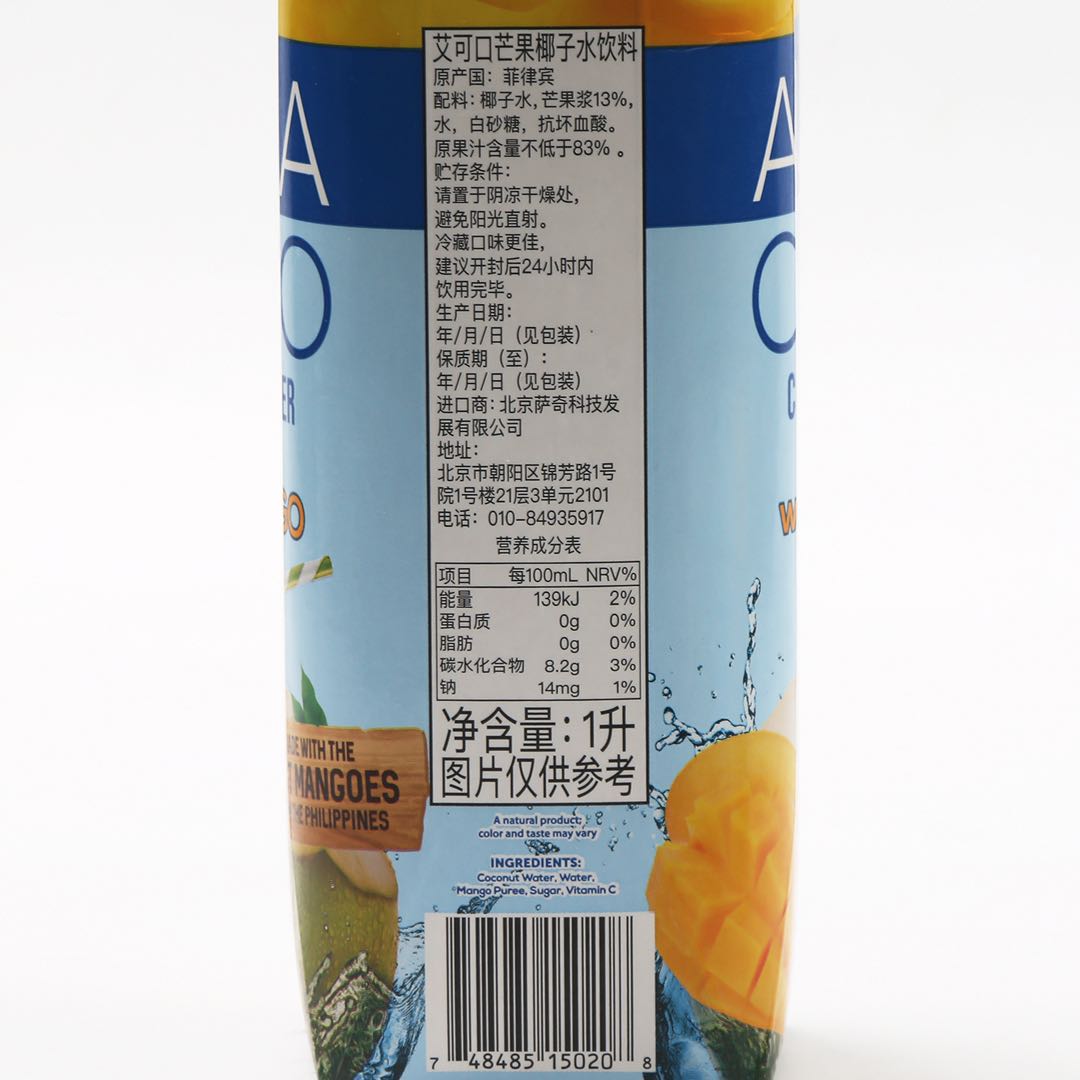 艾可口芒果椰子水饮料
原产国：菲律宾
配料：椰子水，芒果浆13%，
水，白砂糖，抗坏血酸。
原果汁含量不低于83%。
贮存条件：
请置于阴凉干燥处，
避免阳光直射。
冷藏口味更佳，
建议开封后24小时内
饮用完毕。
生产日期：
年/月/日（见包装）
保质期（至）：
年/月/日（见包装）
进口商：北京萨奇科技发
展有限公司
地址：
北京市朝阳区锦芳路1号
院1号楼21层3单元2101
电话：010-84935917
营养成分表
项目 每100mL NRV%
能量 139kJ 2%
蛋白质 0g 0%
脂肪 0g 0%
碳水化合物 8.2g 3%
钠 14mg 1%
净含量：1升
图片仅供参考
A natural product;
color and taste may vary
INGREDIENTS:
Coconut Water, Water,
Mango Puree, Sugar, Vitamin C
7 48485 15020 8
A
O
ER
GO
ADE WITH THE
MANGOES
THE PHILIPPINES
A
C
W